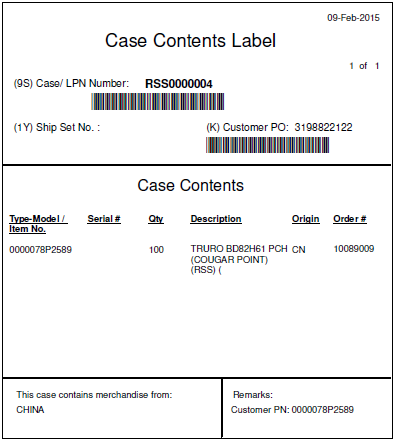 09-Feb-2015
Case Contents Label
1 of 1
(9S) Case/ LPN Number: RSS0000004
(1Y) Ship Set No. : (K) Customer PO: 3198822122
Case Contents
Type-Model / Item No. Serial # Qty Description Origin Order #
0000078P2589 100 TRURO BD82H61 PCH CN 10089009
(COUGAR POINT)
(RSS) (
This case contains merchandise from: Remarks:
CHINA Customer PN: 0000078P2589